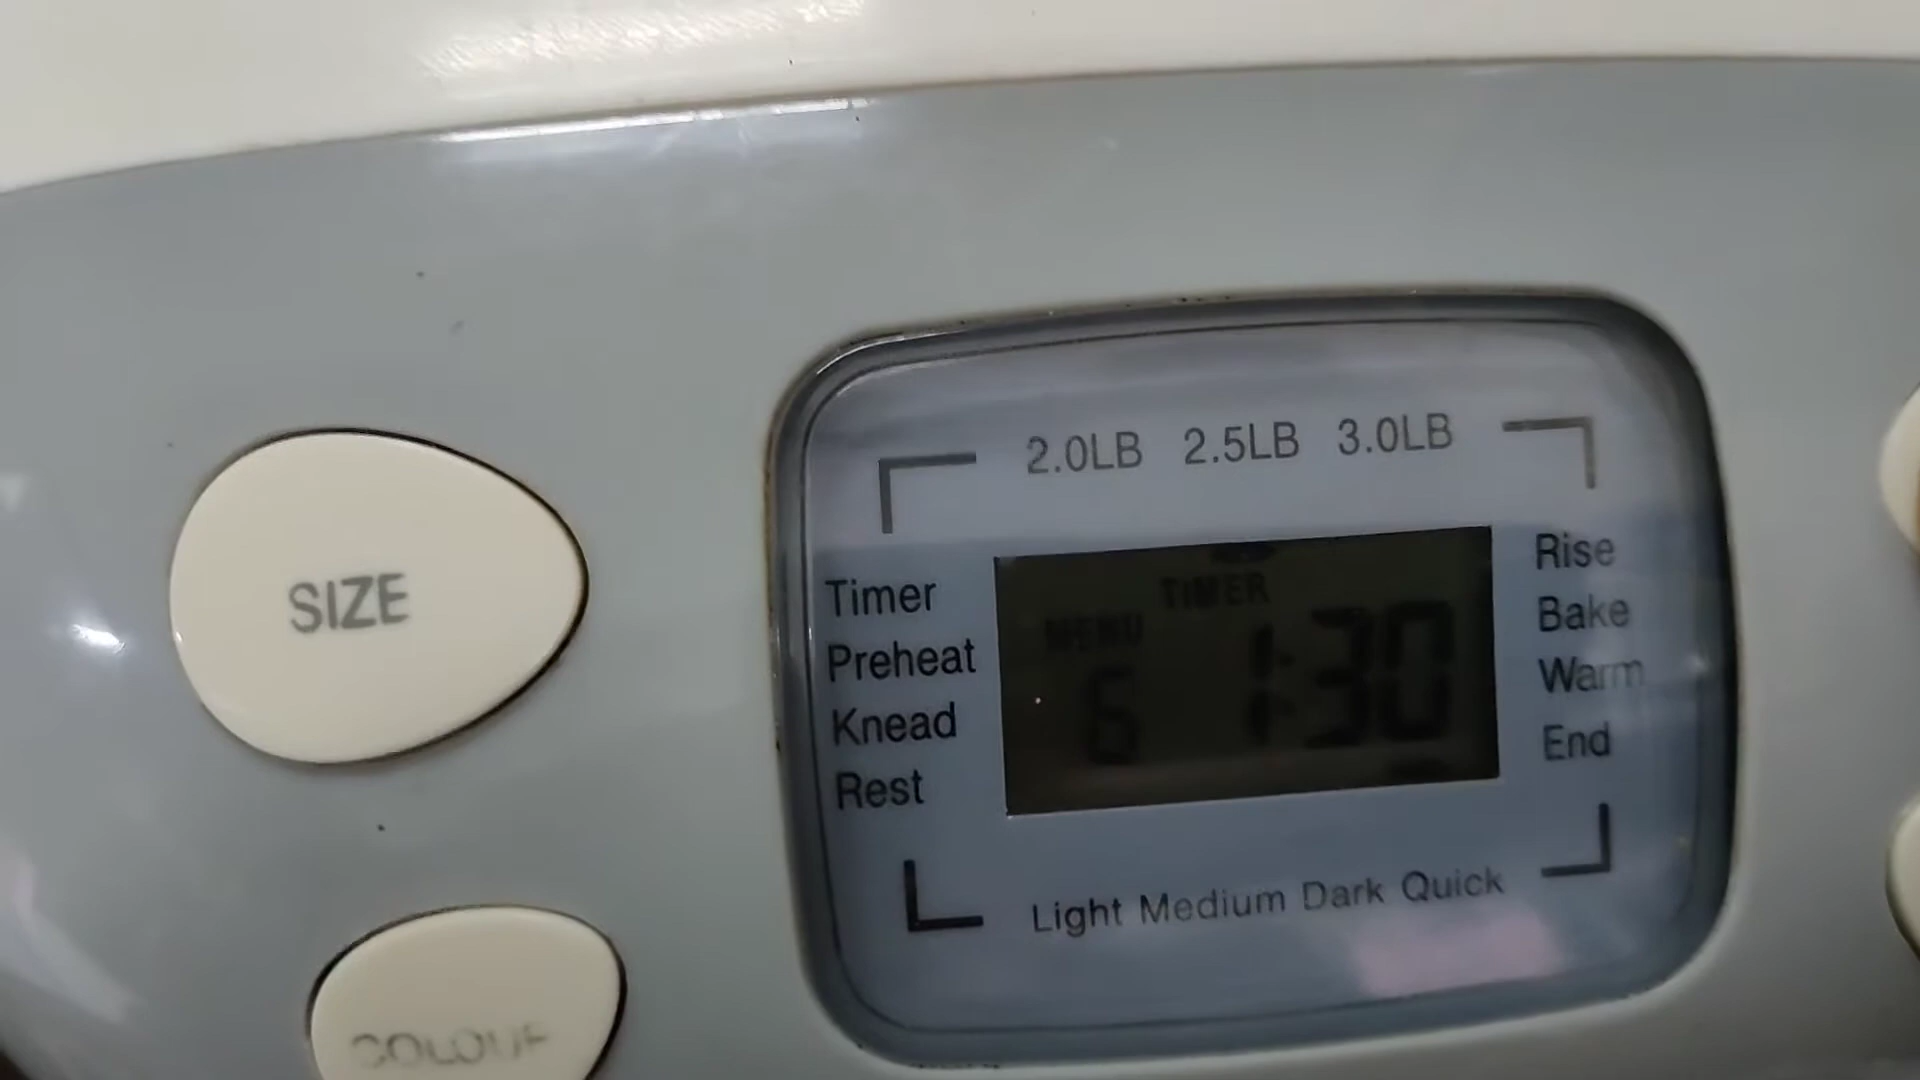 2.0LB 2.5LB 3.0LB
Timer
Preheat
Knead
Rest
TIMER
MENU
6 1:30
Rise
Bake
Warm
End
Light Medium Dark Quick
SIZE
COLOUR